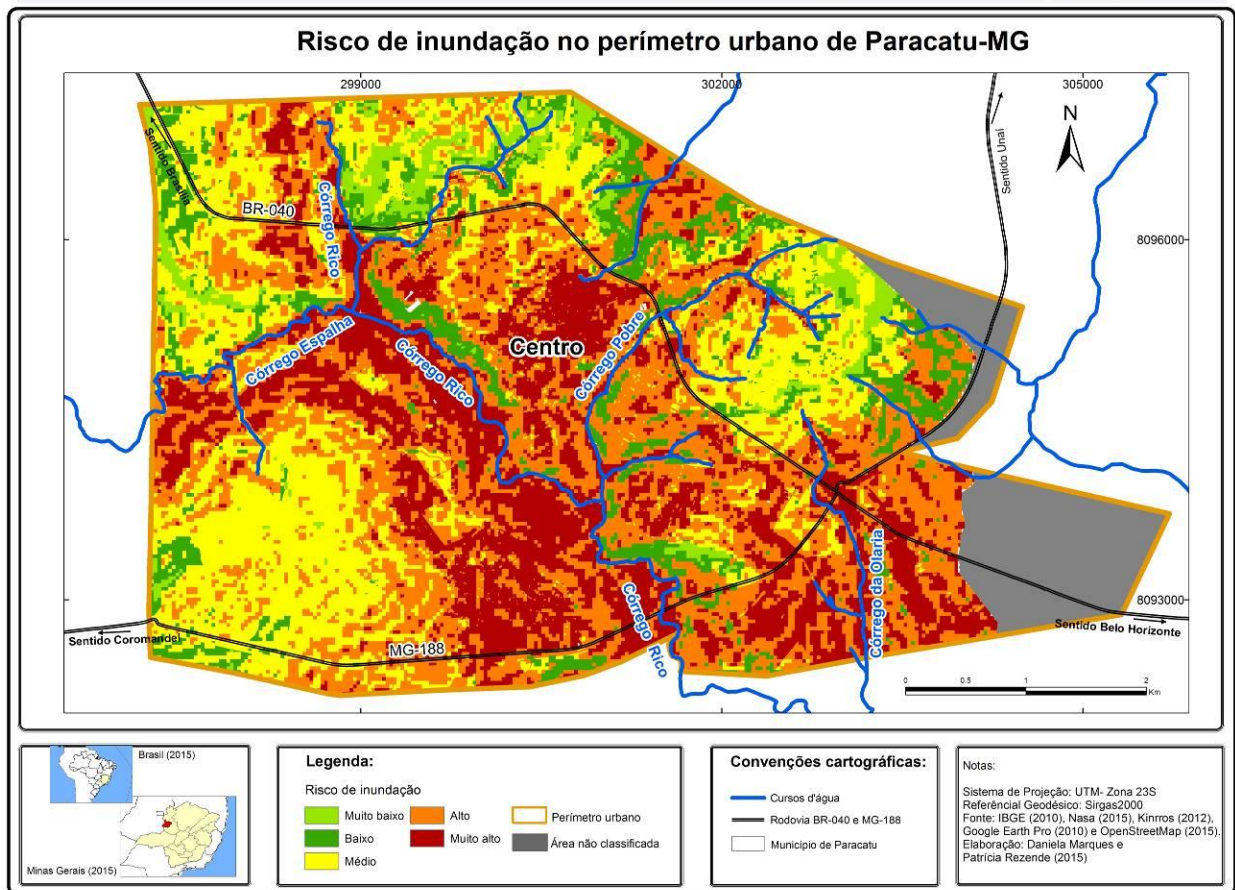 Risco de inundação no perímetro urbano de Paracatu-MG
299000
302000
305000
N
Sentido Brasília
Sentido Unaí
BR-040
Córrego Rico
8096000
Córrego Espalha
Córrego Rico
Centro
Córrego Pobre
Córrego da Olaria
8093000
Sentido Coromandel
MG-188
Córrego Rico
Sentido Belo Horizonte
0 0.5 1 2
Km
Brasil (2015)
Minas Gerais (2015)
Legenda:
Risco de inundação
Muito baixo
Baixo
Médio
Alto
Muito alto
Perímetro urbano
Área não classificada
Convenções cartográficas:
Cursos d'água
Rodovia BR-040 e MG-188
Município de Paracatu
Notas:
Sistema de Projeção: UTM- Zona 23S
Referencial Geodésico: Sirgas2000
Fonte: IBGE (2010), Nasa (2015), Kinrros (2012),
Google Earth Pro (2010) e OpenStreetMap (2015).
Elaboração: Daniela Marques e
Patrícia Rezende (2015)